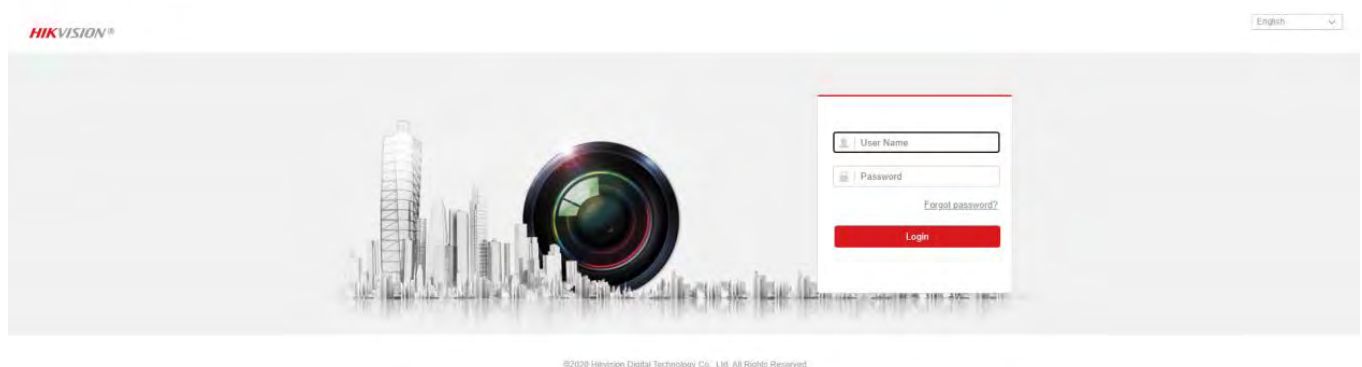 HIKVISION®
English
User Name
Password
Forgot password?
Login
©2020 Hikvision Digital Technology Co., Ltd. All Rights Reserved.